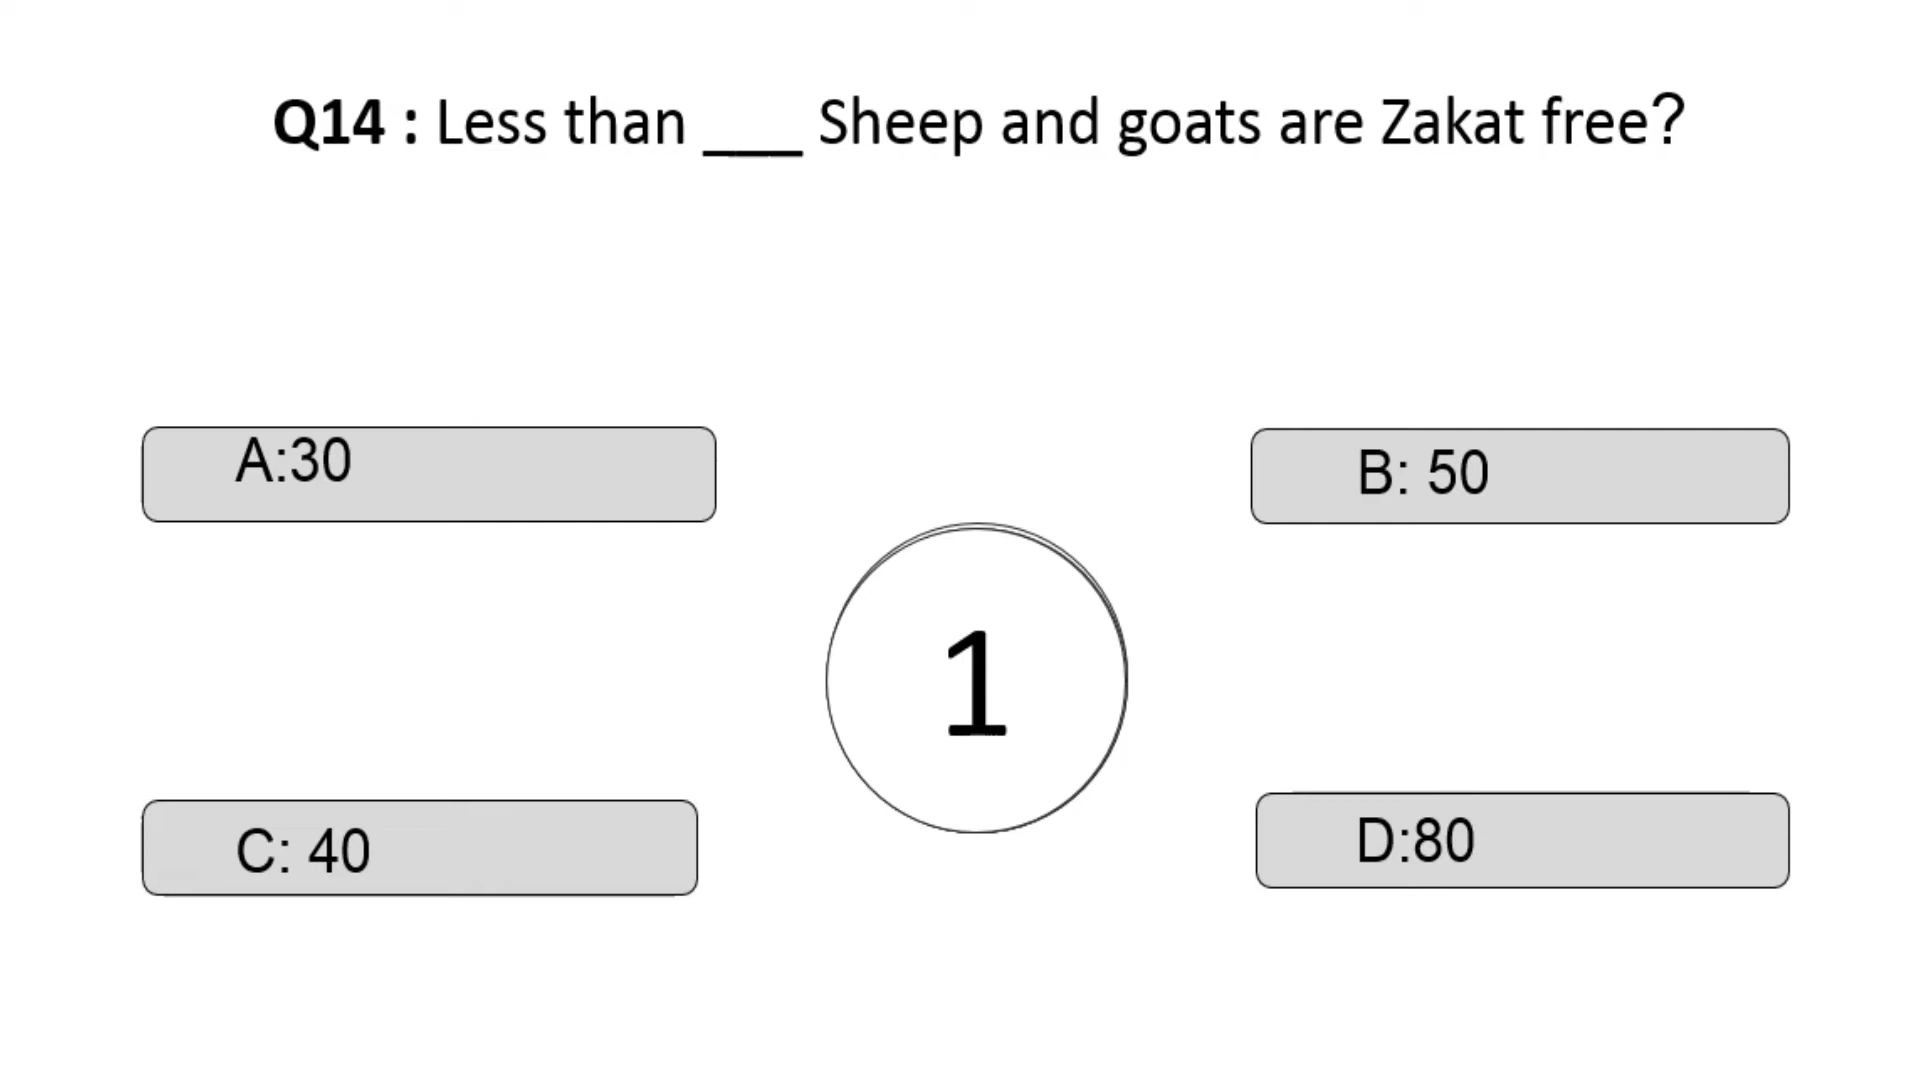 Q14 : Less than ___ Sheep and goats are Zakat free?
A:30
B: 50
1
C: 40
D:80